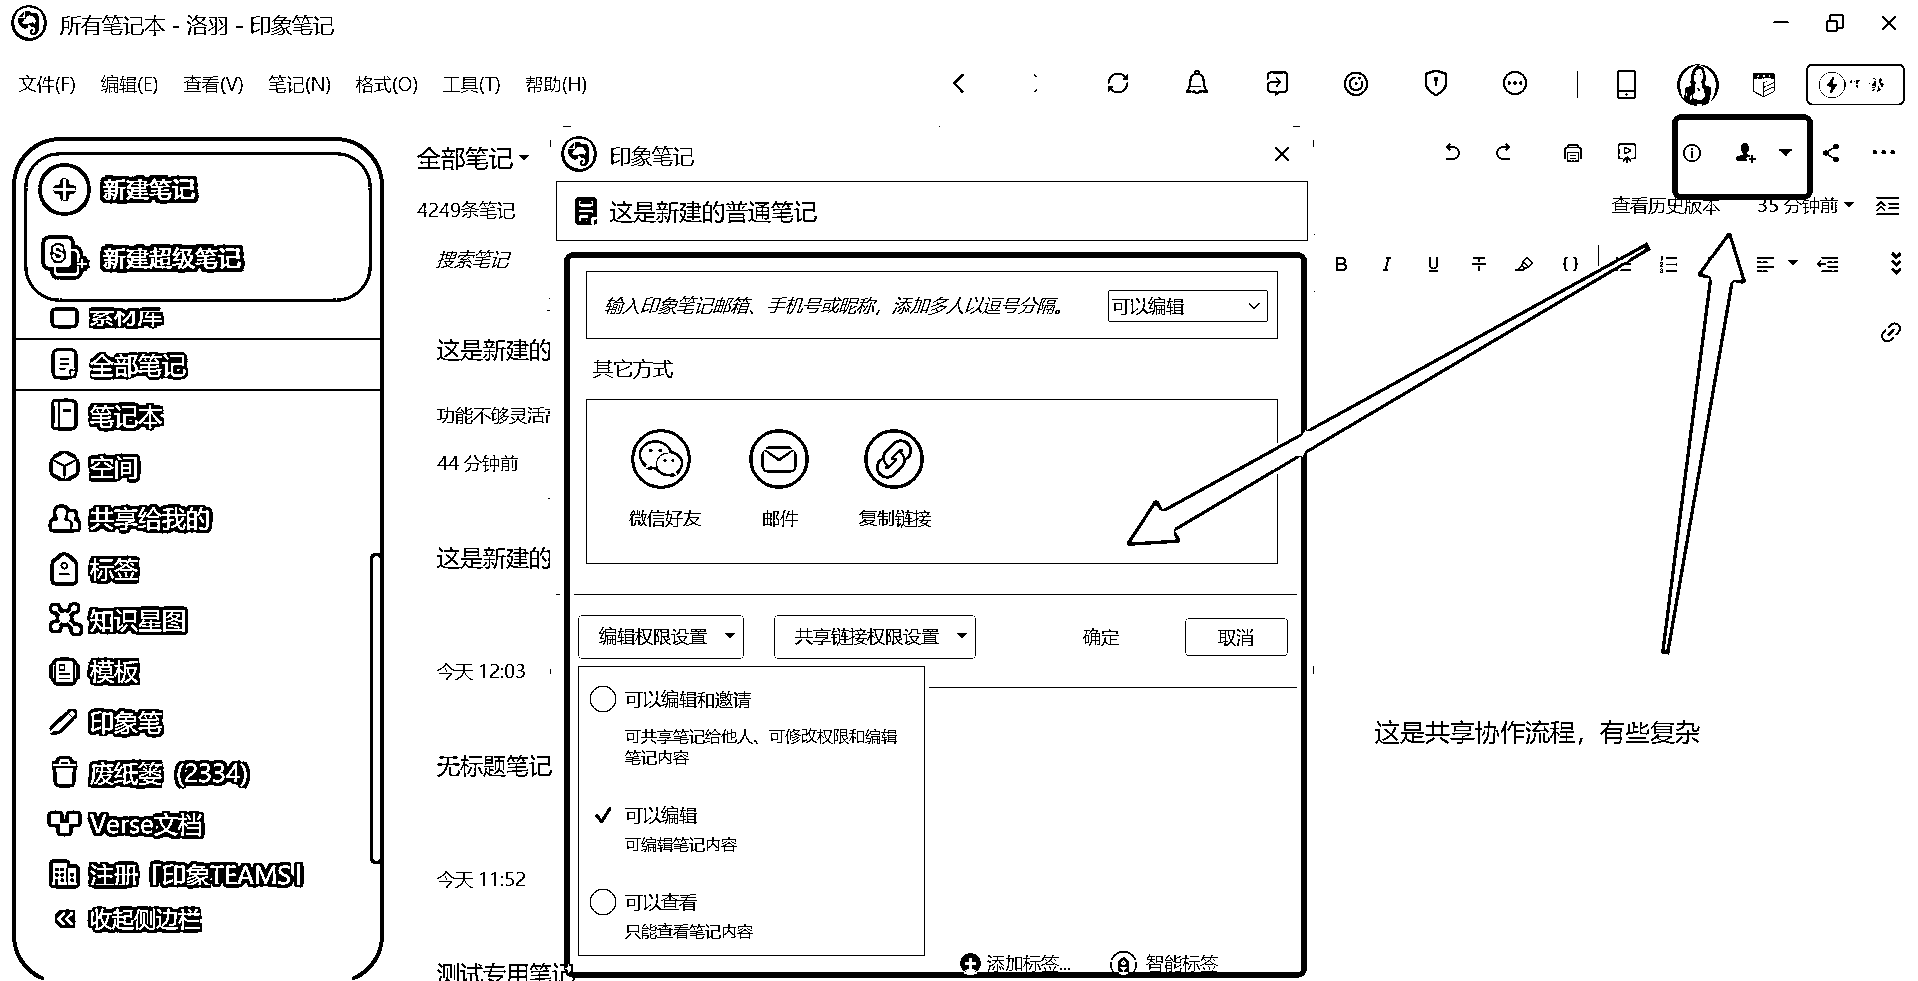 所有笔记本 - 洛羽 - 印象笔记
文件(F) 编辑(E) 查看(V) 笔记(N) 格式(O) 工具(T) 帮助(H)
新建笔记
新建超级笔记
素材库
全部笔记
笔记本
空间
共享给我的
标签
知识星图
模板
印象笔
废纸篓 (2334)
Verse文档
注册「印象TEAMS」
收起侧边栏
全部笔记
4249条笔记
搜索笔记
这是新建的
功能不够灵活
44 分钟前
这是新建的
今天 12:03
无标题笔记
今天 11:52
测试专用笔记
印象笔记
这是新建的普通笔记
输入印象笔记邮箱、手机号或昵称，添加多人以逗号分隔。
可以编辑
其它方式
微信好友 邮件 复制链接
编辑权限设置 共享链接权限设置 确定 取消
可以编辑和邀请
可共享笔记给他人、可修改权限和编辑
笔记内容
可以编辑
可编辑笔记内容
可以查看
只能查看笔记内容
添加标签... 智能标签
查看历史版本 35 分钟前
B I U T {}
这是共享协作流程，有些复杂